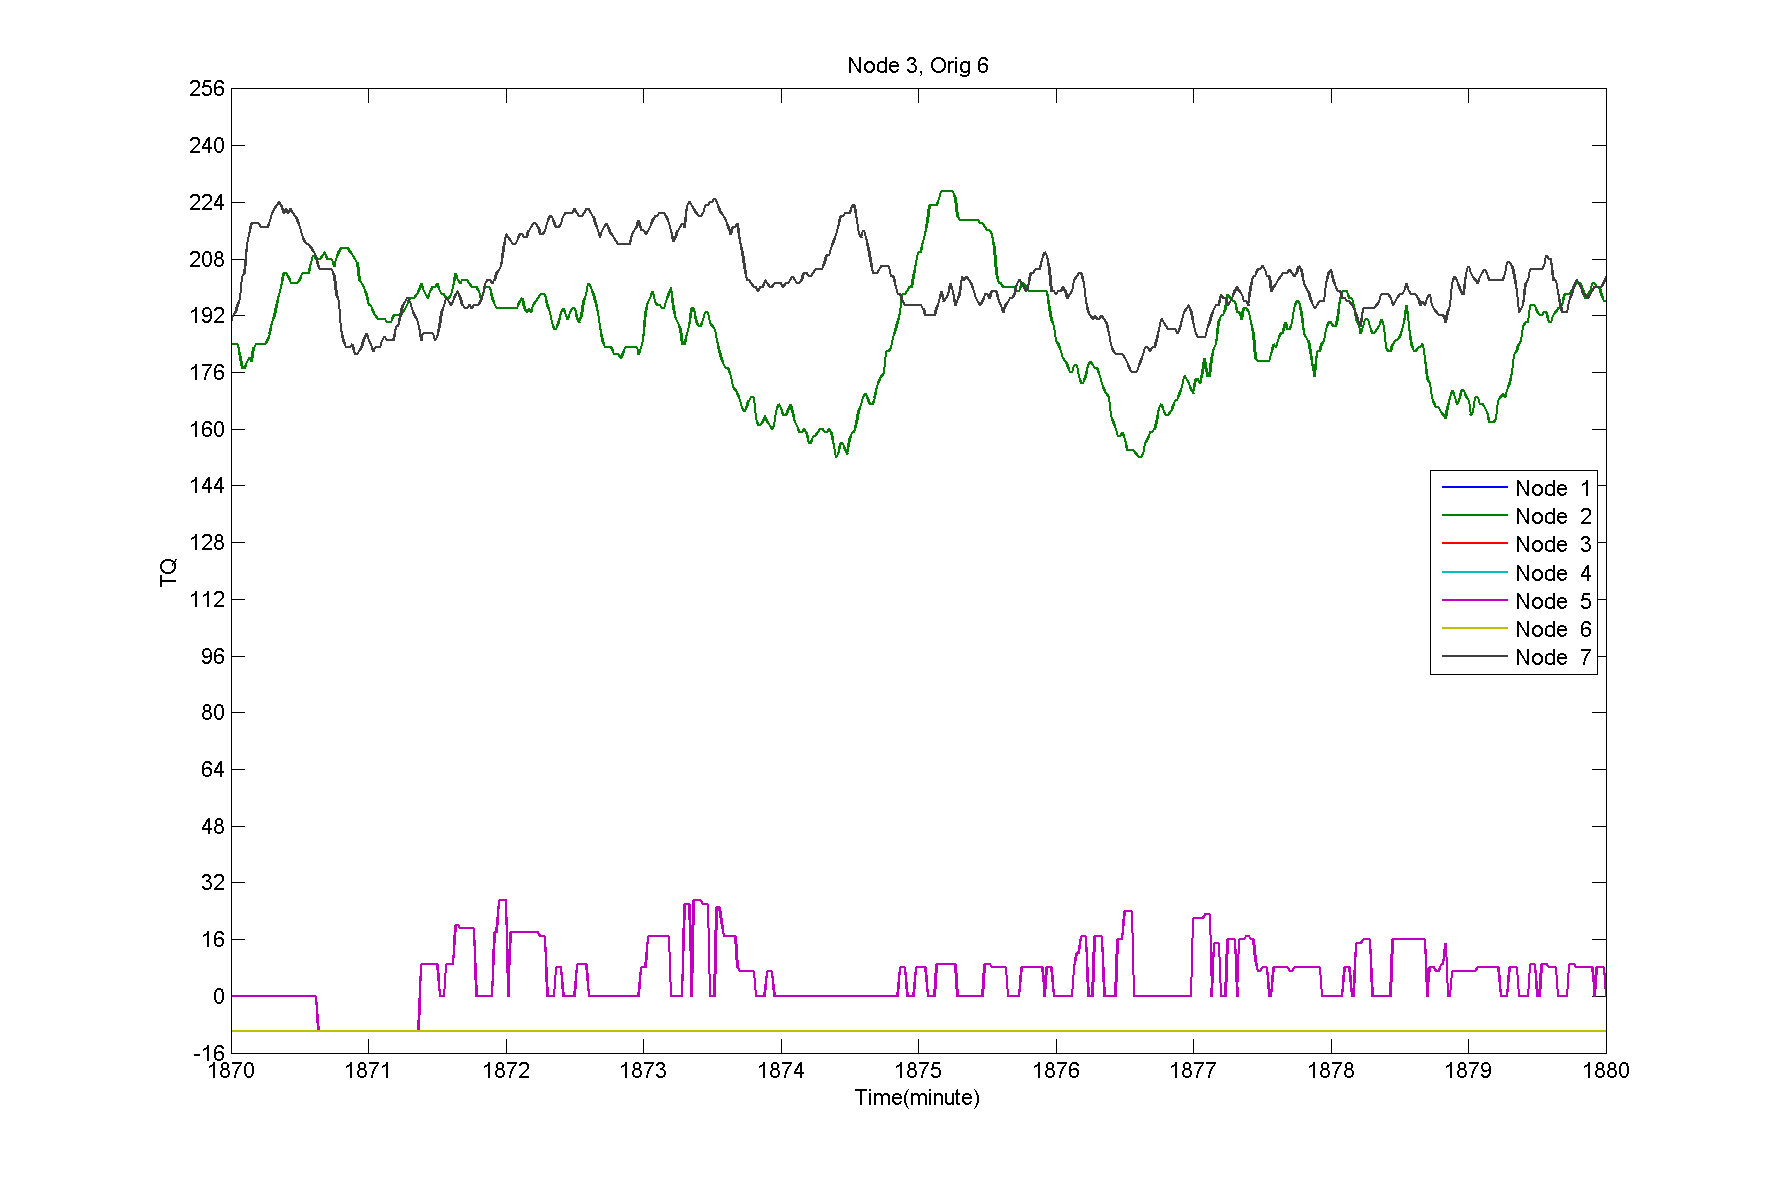 Node 3, Orig 6
256
240
224
208
192
176
160
144
128
112
96
80
64
48
32
16
0
-16
TQ
Node 1
Node 2
Node 3
Node 4
Node 5
Node 6
Node 7
1870 1871 1872 1873 1874 1875 1876 1877 1878 1879 1880
Time(minute)